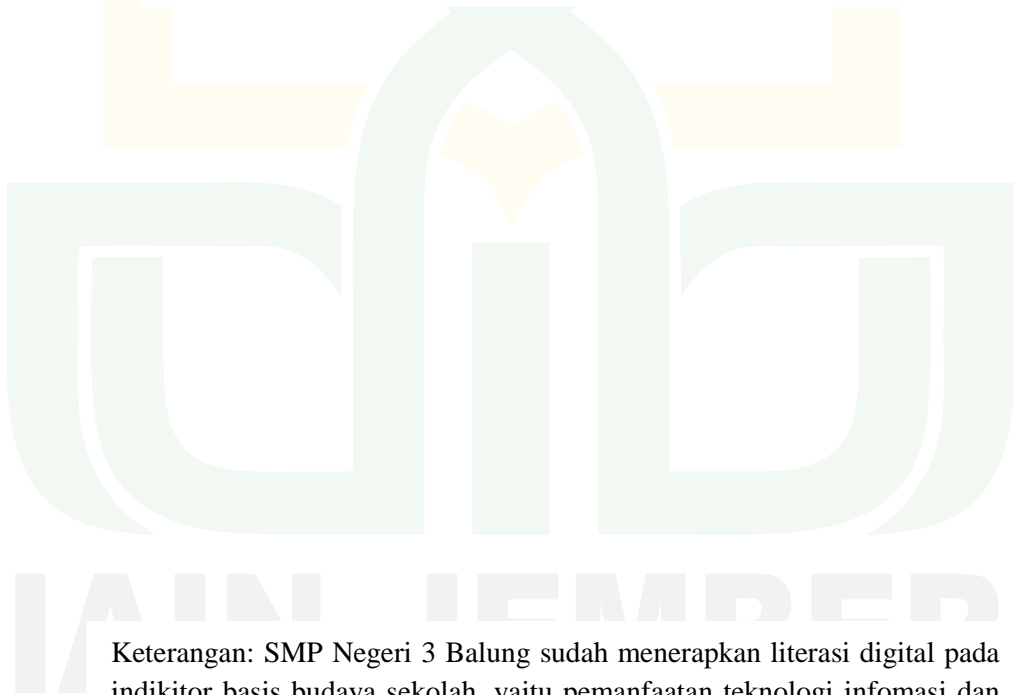 IAIN JEMBER
Keterangan: SMP Negeri 3 Balung sudah menerapkan literasi digital pada
indikitor basis budaya sekolah, yaitu pemanfaatan teknologi infomasi dan